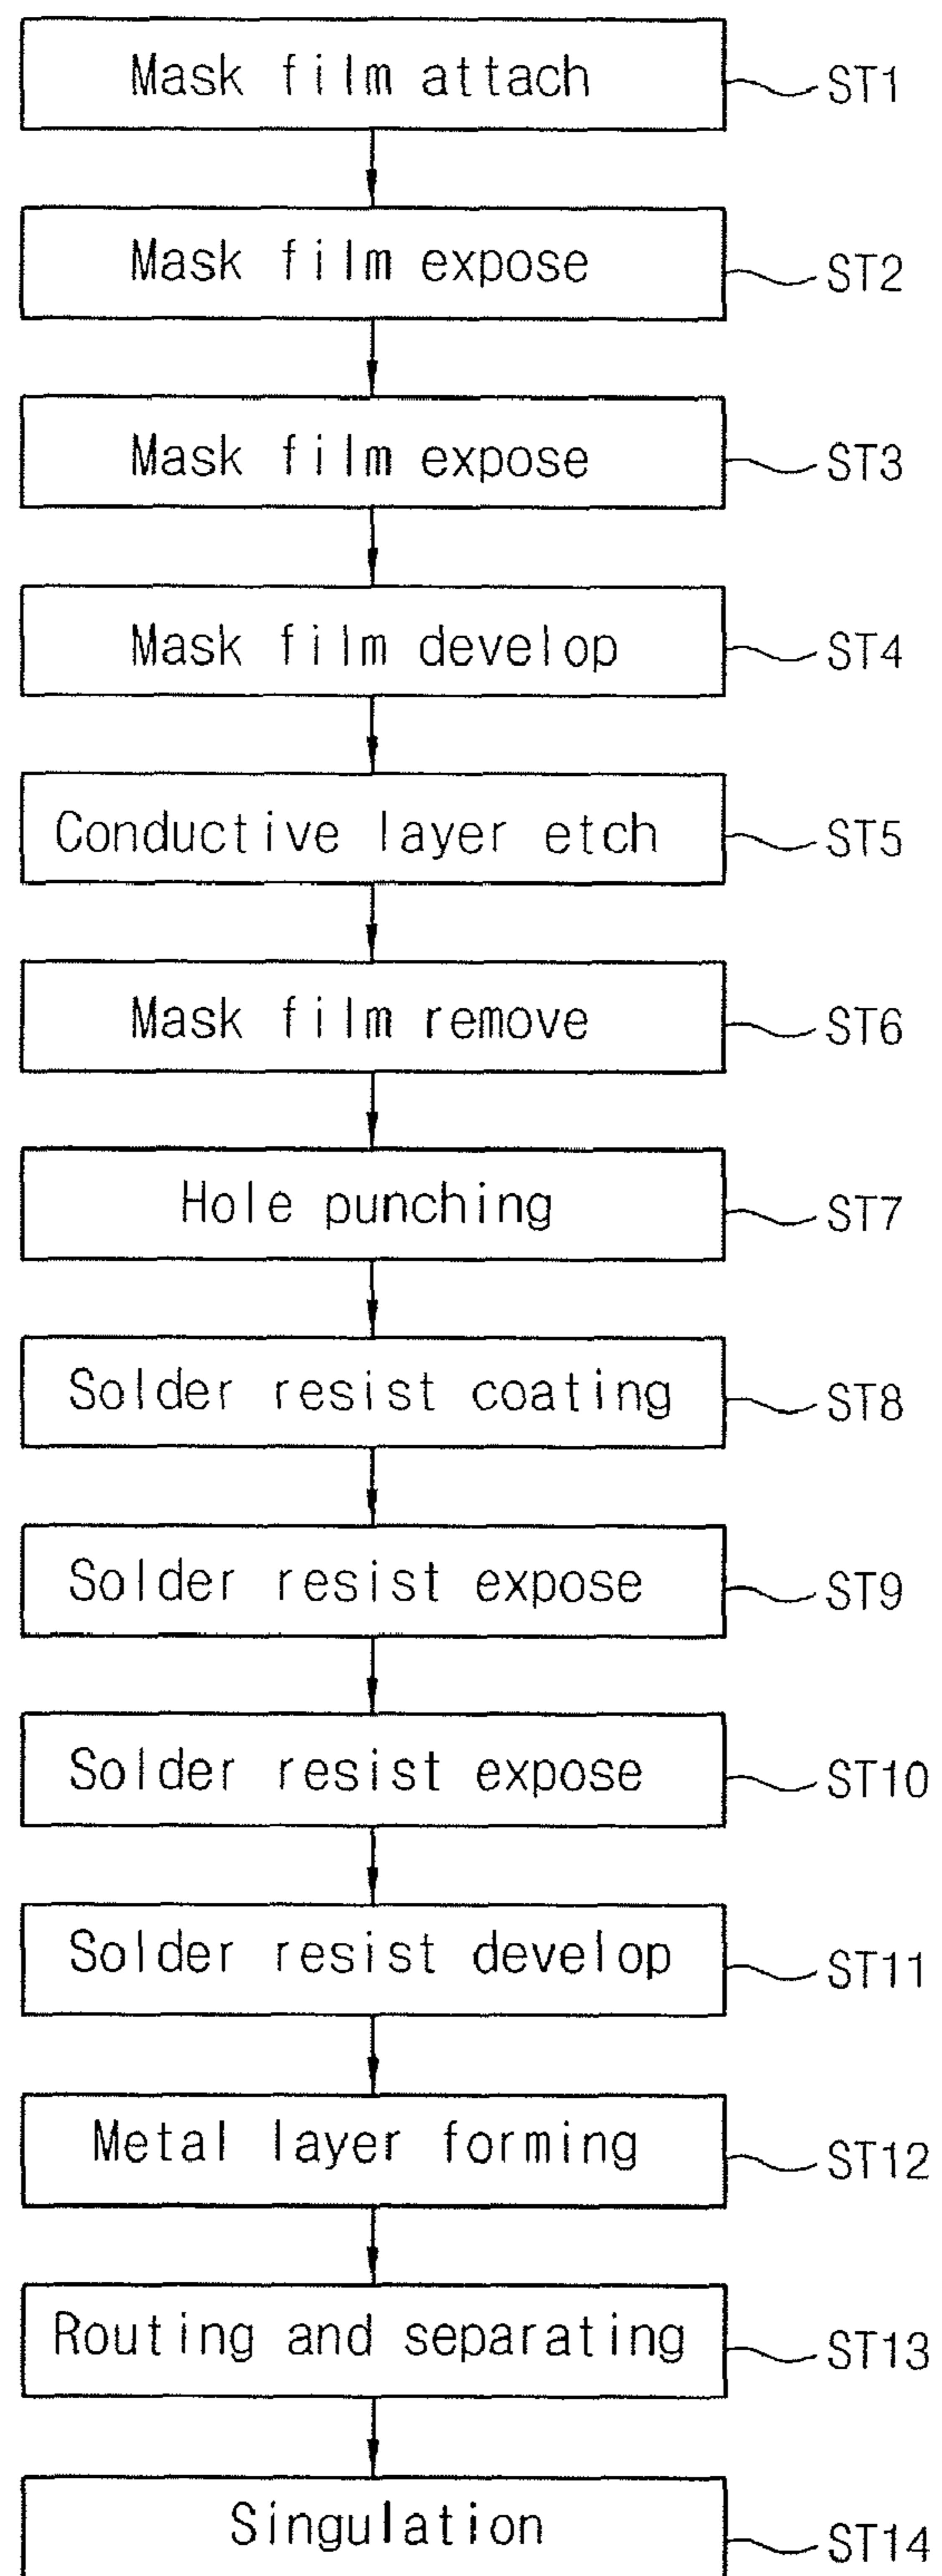 Mask film attach ST1
Mask film expose ST2
Mask film expose ST3
Mask film develop ST4
Conductive layer etch ST5
Mask film remove ST6
Hole punching ST7
Solder resist coating ST8
Solder resist expose ST9
Solder resist expose ST10
Solder resist develop ST11
Metal layer forming ST12
Routing and separating ST13
Singulation ST14